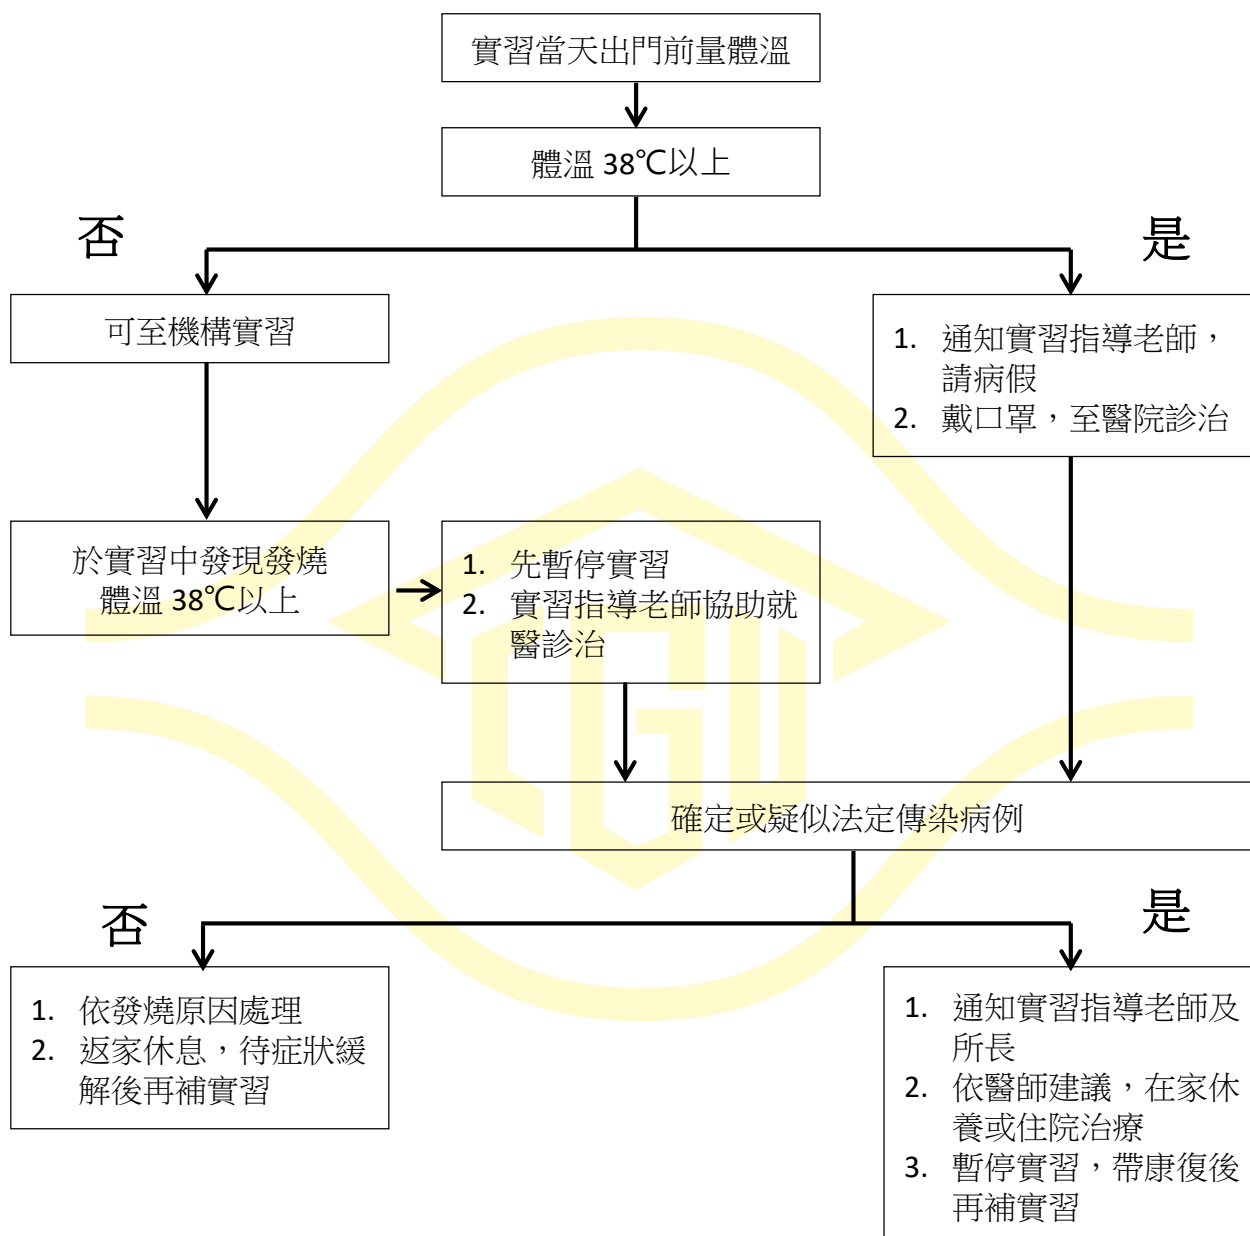 實習當天出門前量體溫
體溫 38℃以上
否
是
可至機構實習
1. 通知實習指導老師，
請病假
2. 戴口罩，至醫院診治
於實習中發現發燒
體溫 38℃以上
1. 先暫停實習
2. 實習指導老師協助就
醫診治
確定或疑似法定傳染病例
否
是
1. 依發燒原因處理
2. 返家休息，待症狀緩
解後再補實習
1. 通知實習指導老師及
所長
2. 依醫師建議，在家休
養或住院治療
3. 暫停實習，帶康復後
再補實習
CGU